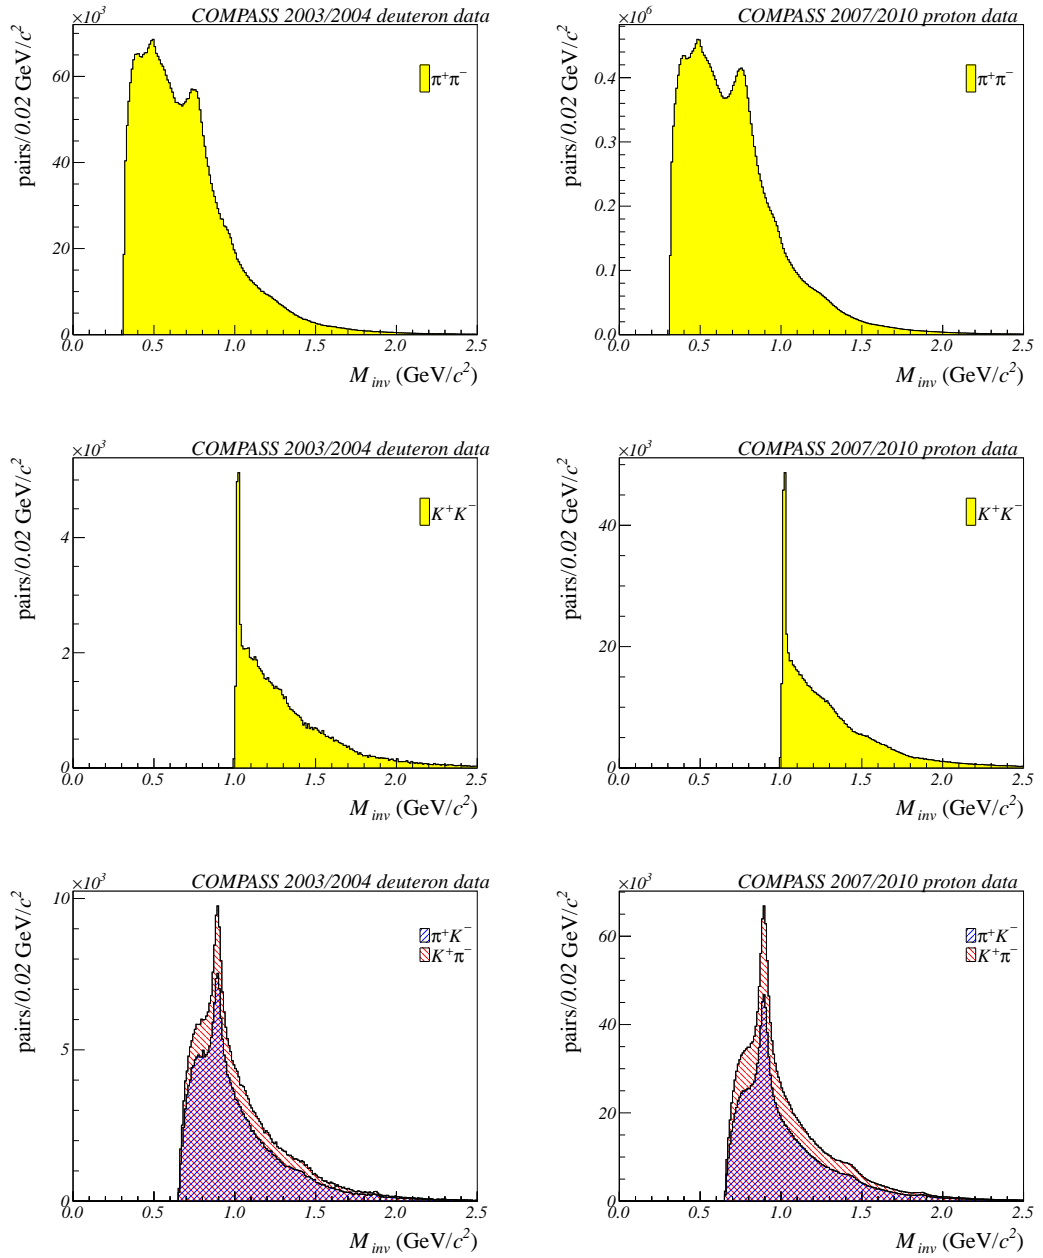 COMPASS 2003/2004 deuteron data
×10³
pairs/0.02 GeV/c²
60
40
20
0
π⁺π⁻
0.0 0.5 1.0 1.5 2.0 2.5
M inv (GeV/c²)
COMPASS 2007/2010 proton data
×10⁶
pairs/0.02 GeV/c²
0.4
0.3
0.2
0.1
0.0
π⁺π⁻
0.0 0.5 1.0 1.5 2.0 2.5
M inv (GeV/c²)
COMPASS 2003/2004 deuteron data
×10³
pairs/0.02 GeV/c²
4
2
0
K⁺K⁻
0.0 0.5 1.0 1.5 2.0 2.5
M inv (GeV/c²)
COMPASS 2007/2010 proton data
×10³
pairs/0.02 GeV/c²
40
20
0
K⁺K⁻
0.0 0.5 1.0 1.5 2.0 2.5
M inv (GeV/c²)
COMPASS 2003/2004 deuteron data
×10³
pairs/0.02 GeV/c²
10
5
0
π⁺K⁻
K⁺π⁻
0.0 0.5 1.0 1.5 2.0 2.5
M inv (GeV/c²)
COMPASS 2007/2010 proton data
×10³
pairs/0.02 GeV/c²
60
40
20
0
π⁺K⁻
K⁺π⁻
0.0 0.5 1.0 1.5 2.0 2.5
M inv (GeV/c²)